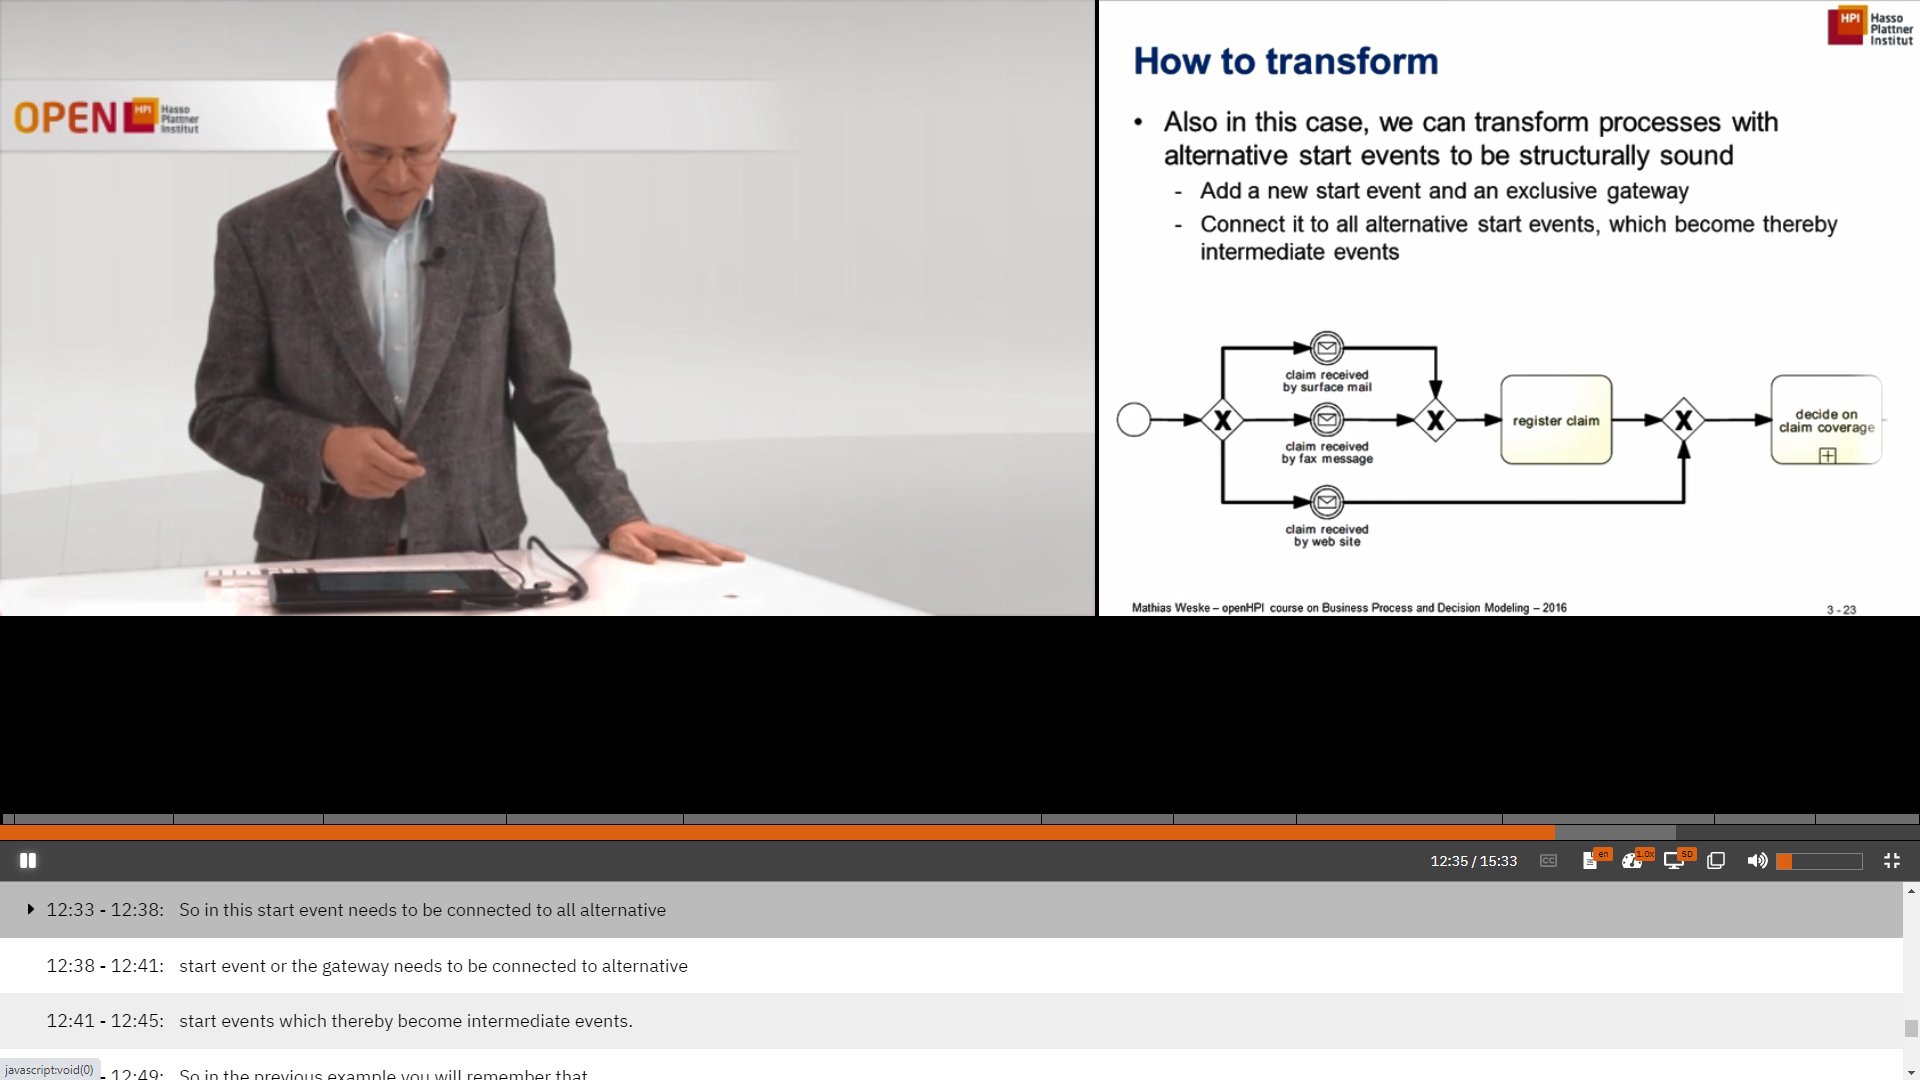 OPEN HPI Hasso
Plattner
Institut
HPI Hasso
Plattner
Institut
How to transform
• Also in this case, we can transform processes with
alternative start events to be structurally sound
- Add a new start event and an exclusive gateway
- Connect it to all alternative start events, which become thereby
intermediate events
claim received
by surface mail
X
claim received
by fax message
X
register claim
X
decide on
claim coverage
claim received
by web site
Mathias Weske – openHPI course on Business Process and Decision Modeling – 2016
3 - 23
12:35 / 15:33
CC
en
1.0x
SD
12:33 - 12:38: So in this start event needs to be connected to all alternative
12:38 - 12:41: start event or the gateway needs to be connected to alternative
12:41 - 12:45: start events which thereby become intermediate events.
- 12:49: So in the previous example you will remember that
javascript:void(0)